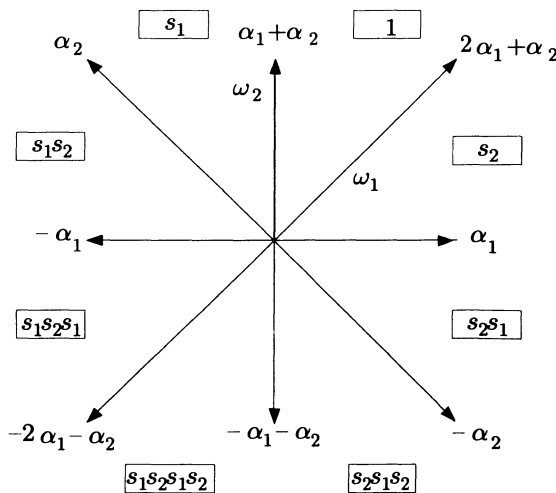 s₁
α₁+α₂
1
α₂
2α₁+α₂
ω₂
s₁s₂
s₂
ω₁
-α₁
α₁
s₁s₂s₁
s₂s₁
-2α₁-α₂
-α₁-α₂
-α₂
s₁s₂s₁s₂
s₂s₁s₂